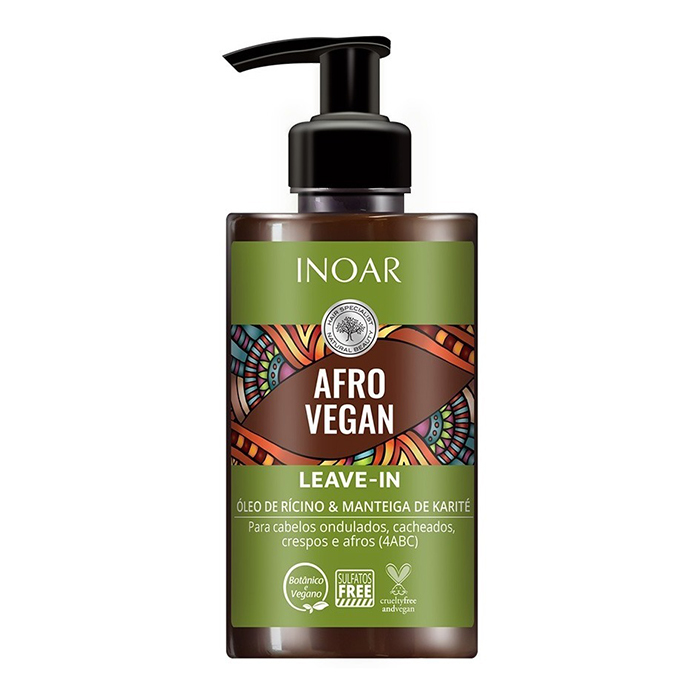 INOAR
HAIR SPECIALIST
NATURAL BEAUTY
AFRO
VEGAN
LEAVE-IN
ÓLEO DE RÍCINO & MANTEIGA DE KARITÉ
Para cabelos ondulados, cacheados,
crespos e afros (4ABC)
Botânico
e
Vegano
SULFATOS
FREE
crueltyfree
andvegan